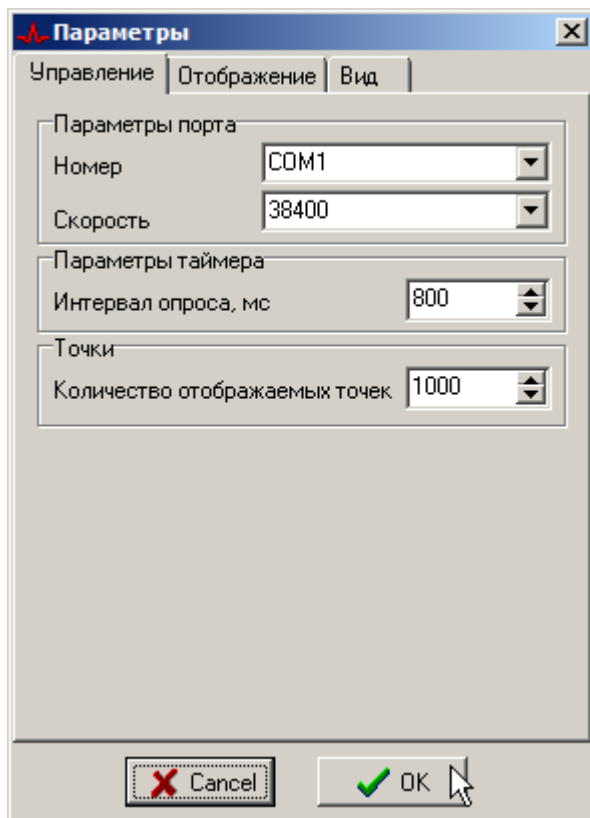 Параметры
Управление Отображение Вид
Параметры порта
Номер COM1
Скорость 38400
Параметры таймера
Интервал опроса, мс 800
Точки
Количество отображаемых точек 1000
Cancel OK